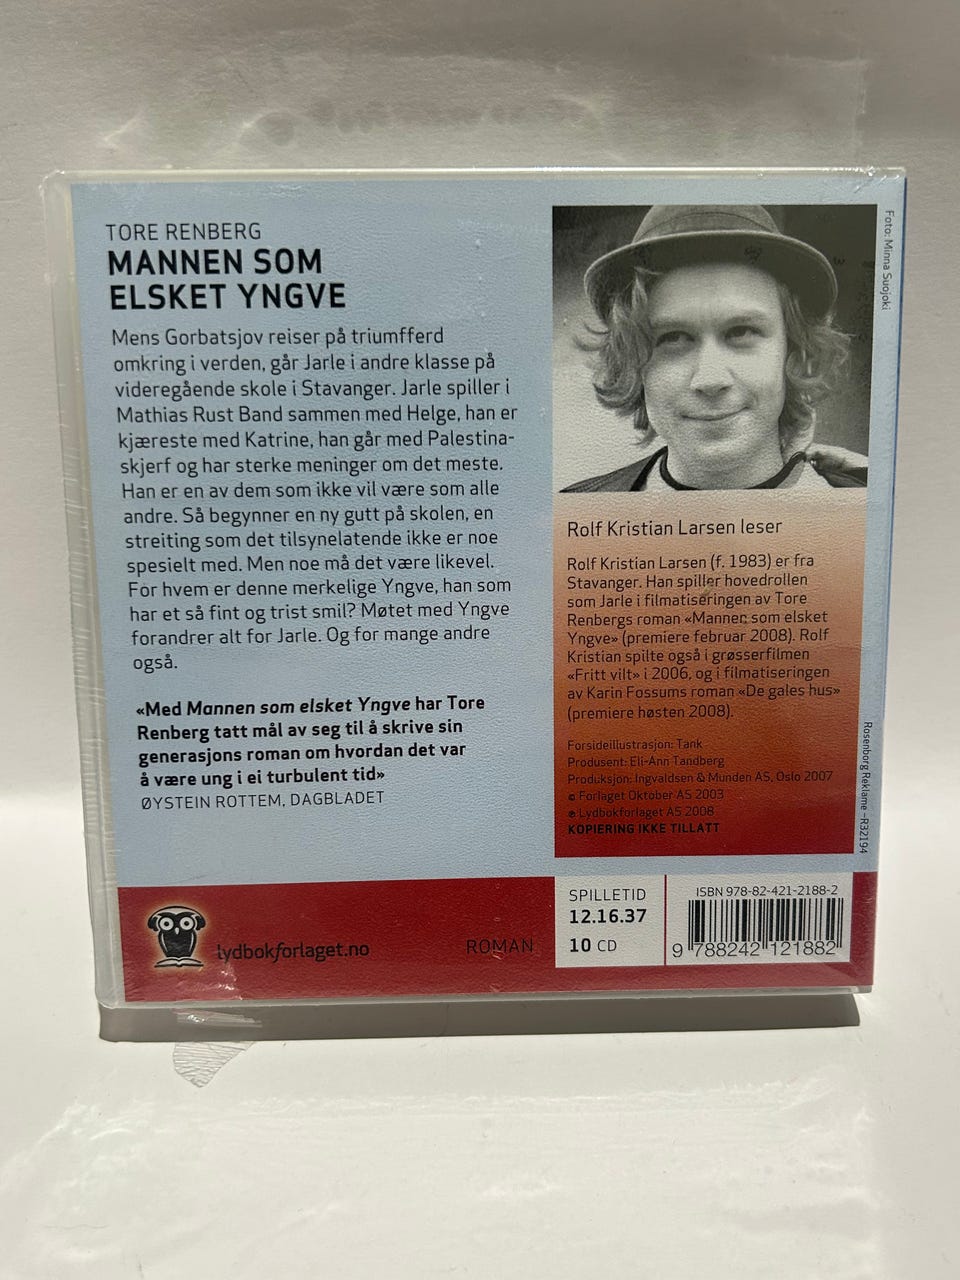 TORE RENBERG
MANNEN SOM
ELSKET YNGVE
Mens Gorbatsjov reiser på triumfferd
omkring i verden, går Jarle i andre klasse på
videregående skole i Stavanger. Jarle spiller i
Mathias Rust Band sammen med Helge, han er
kjæreste med Katrine, han går med Palestina-
skjerf og har sterke meninger om det meste.
Han er en av dem som ikke vil være som alle
andre. Så begynner en ny gutt på skolen, en
streiting som det tilsynelatende ikke er noe
spesielt med. Men noe må det være likevel.
For hvem er denne merkelige Yngve, han som
har et så fint og trist smil? Møtet med Yngve
forandrer alt for Jarle. Og for mange andre
også.
«Med Mannen som elsket Yngve har Tore
Renberg tatt mål av seg til å skrive sin
generasjons roman om hvordan det var
å være ung i ei turbulent tid»
ØYSTEIN ROTTEM, DAGBLADET
Foto: Minna Suojoki
Rolf Kristian Larsen leser
Rolf Kristian Larsen (f. 1983) er fra
Stavanger. Han spiller hovedrollen
som Jarle i filmatiseringen av Tore
Renbergs roman «Mannen som elsket
Yngve» (premiere februar 2008). Rolf
Kristian spilte også i grøsserfilmen
«Fritt vilt» i 2006, og i filmatiseringen
av Karin Fossums roman «De gales hus»
(premiere høsten 2008).
Forsideillustrasjon: Tank
Produsent: Eli-Ann Tandberg
Produksjon: Ingvaldsen & Munden AS, Oslo 2007
© Forlaget Oktober AS 2003
℗ Lydbokforlaget AS 2008
KOPIERING IKKE TILLATT
Rosenborg Reklame –R32194
lydbokforlaget.no
ROMAN
SPILLETID
12.16.37
10 CD
ISBN 978-82-421-2188-2
9 788242 121882